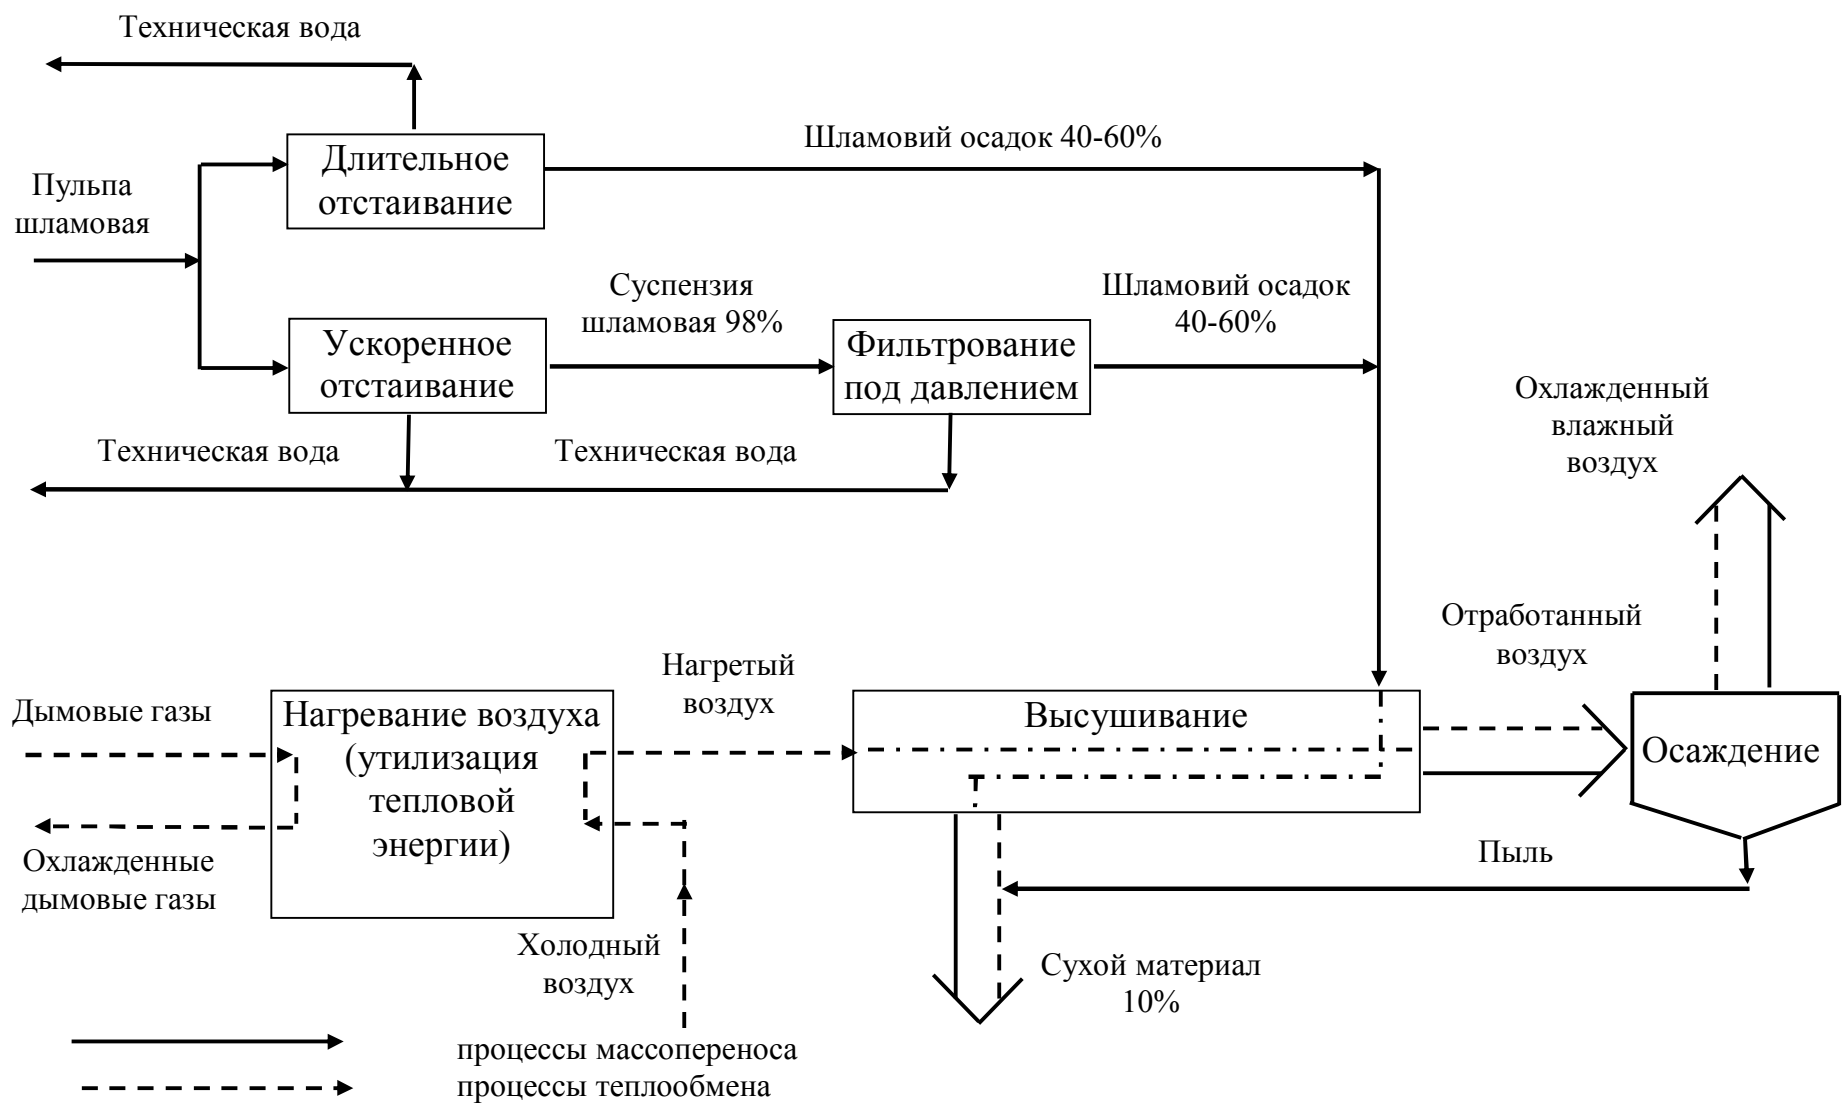 Техническая вода
Длительное
отстаивание
Шламовий осадок 40-60%
Пульпа
шламовая
Ускоренное
отстаивание
Суспензия
шламовая 98%
Фильтрование
под давлением
Шламовий осадок
40-60%
Техническая вода
Техническая вода
Охлажденный
влажный
воздух
Отработанный
воздух
Дымовые газы
Охлажденные
дымовые газы
Нагревание воздуха
(утилизация
тепловой
энергии)
Нагретый
воздух
Высушивание
Осаждение
Пыль
Холодный
воздух
Сухой материал
10%
процессы массопереноса
процессы теплообмена